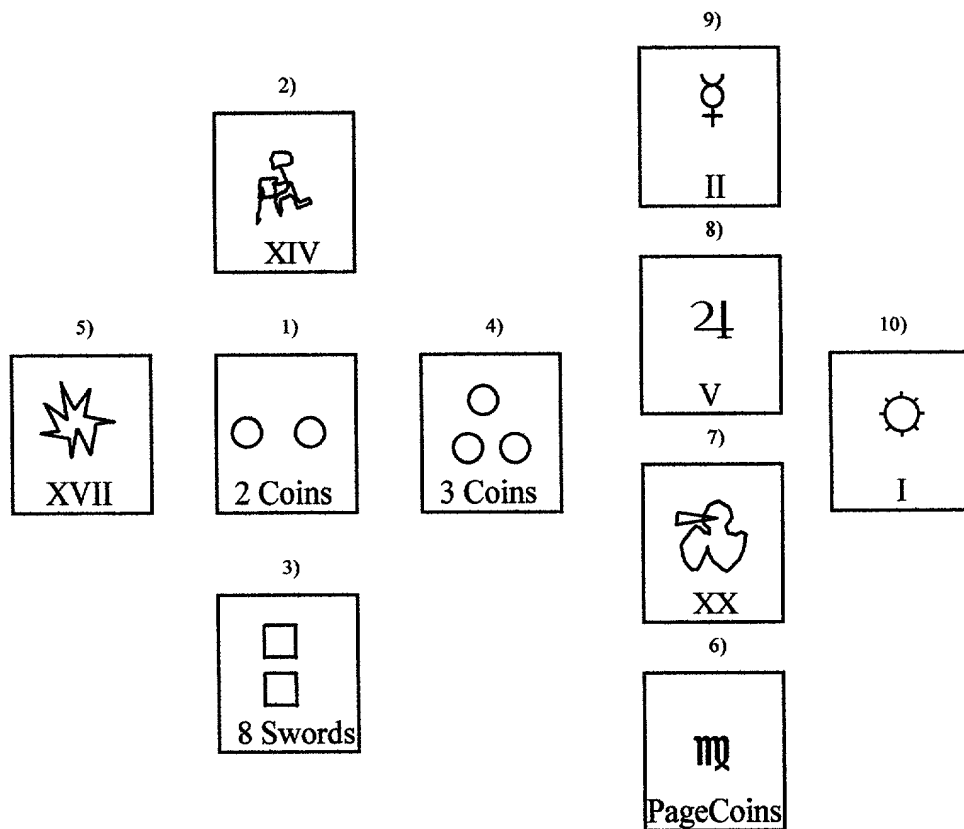 9)
II
2)
XIV
8)
V
5)
XVII
1)
2 Coins
4)
3 Coins
10)
I
7)
XX
3)
8 Swords
6)
PageCoins